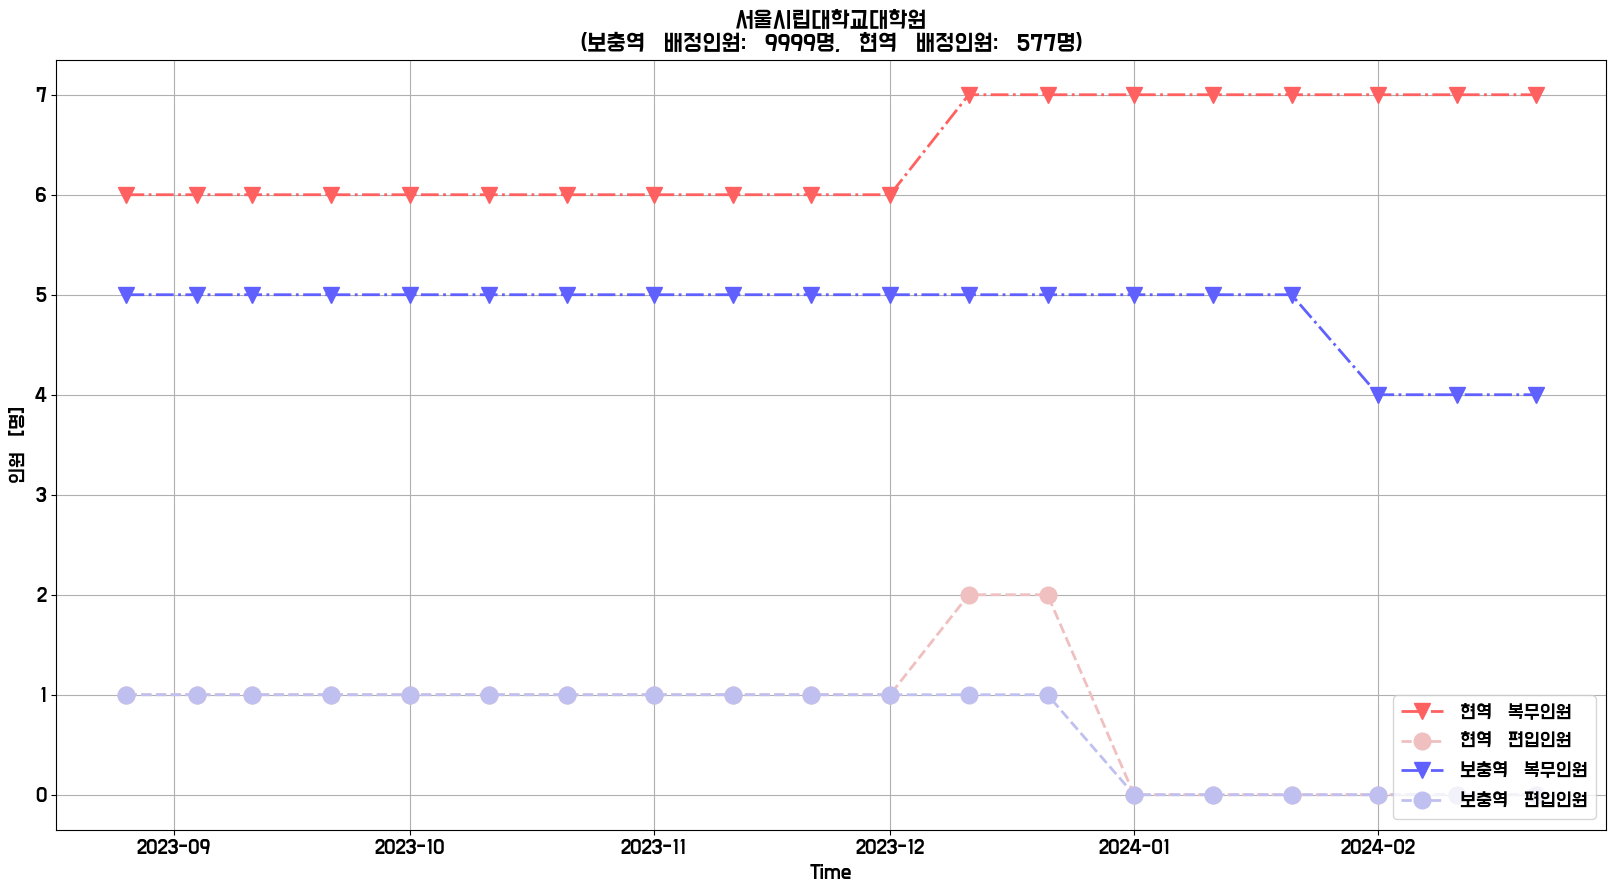 서울시립대학교대학원
(보충역 배정인원: 9999명, 현역 배정인원: 577명)
7
6
5
4
3
2
1
0
인원 [명]
2023-09 2023-10 2023-11 2023-12 2024-01 2024-02
Time
현역 복무인원
현역 편입인원
보충역 복무인원
보충역 편입인원